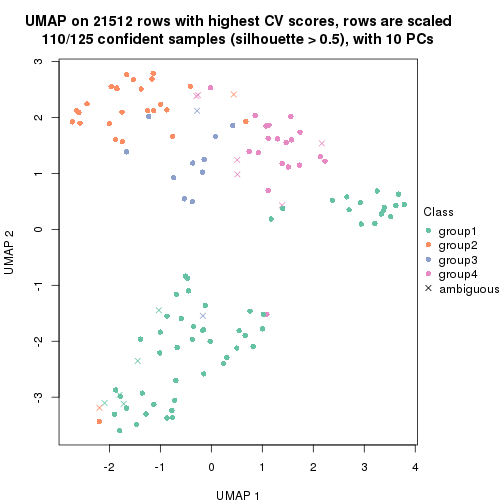 UMAP on 21512 rows with highest CV scores, rows are scaled
110/125 confident samples (silhouette > 0.5), with 10 PCs
3
2
1
0
-1
-2
-3
UMAP 2
-2
-1
0
1
2
3
4
UMAP 1
Class
group1
group2
group3
group4
ambiguous